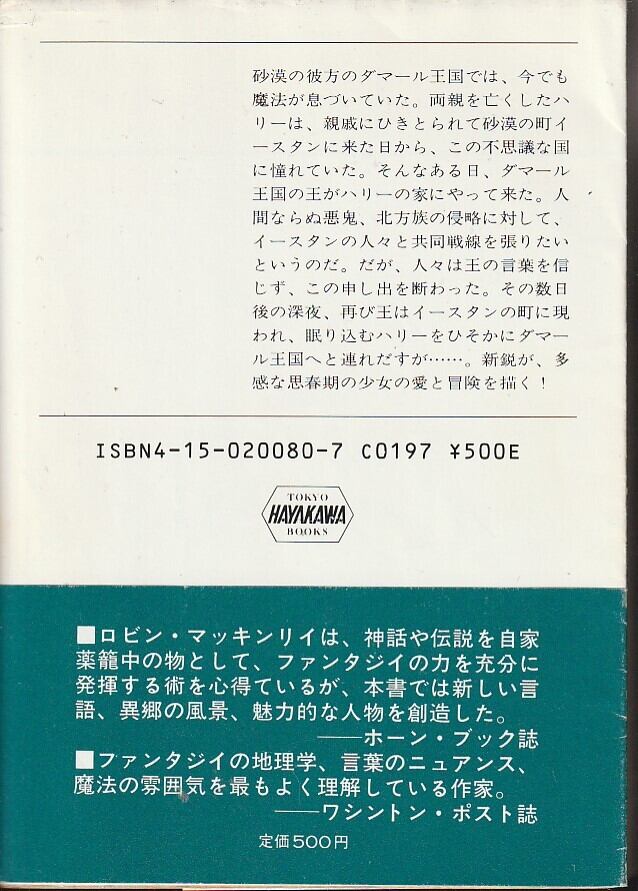 砂漠の彼方のダマール王国では、今でも
魔法が息づいていた。両親を亡くしたハ
リーは、親戚にひきとられて砂漠の町イ
ースタンに来た日から、この不思議な国
に憧れていた。そんなある日、ダマール
王国の王がハリーの家にやって来た。人
間ならぬ悪鬼、北方族の侵略に対して、
イースタンの人々と共同戦線を張りたい
というのだ。だが、人々は王の言葉を信
じず、この申し出を断わった。その数日
後の深夜、再び王はイースタンの町に現
われ、眠り込むハリーをひそかにダマー
ル王国へと連れだすが……。新鋭が、多
感な思春期の少女の愛と冒険を描く！
ISBN4-15-020080-7 C0197 ¥500E
TOKYO
HAYAKAWA
BOOKS
■ロビン・マッキンリイは、神話や伝説を自家
薬籠中の物として、ファンタジイの力を充分に
発揮する術を心得ているが、本書では新しい言
語、異郷の風景、魅力的な人物を創造した。
――ホーン・ブック誌
■ファンタジイの地理学、言葉のニュアンス、
魔法の雰囲気を最もよく理解している作家。
――ワシントン・ポスト誌
定価500円